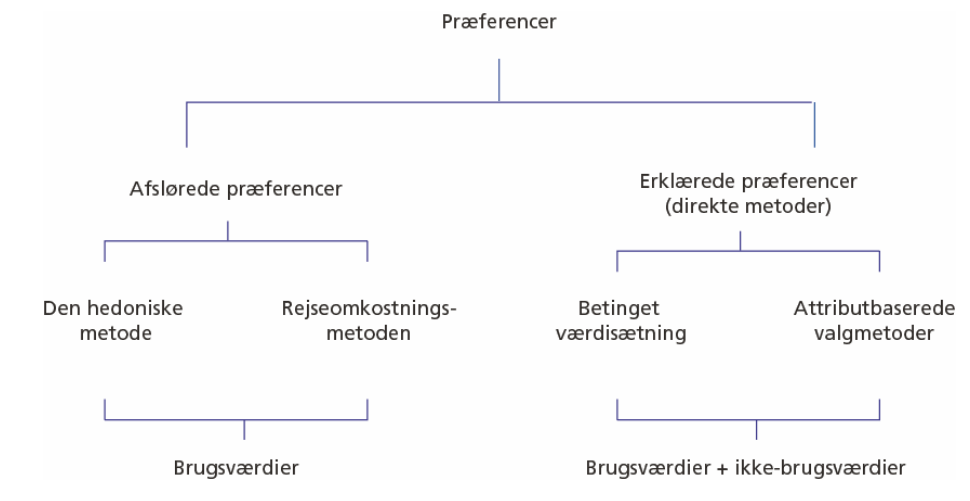 Præferencer
Afslørede præferencer
Erklærede præferencer
(direkte metoder)
Den hedoniske
metode
Rejseomkostnings-
metoden
Betinget
værdisætning
Attributbaserede
valgmetoder
Brugsværdier
Brugsværdier + ikke-brugsværdier